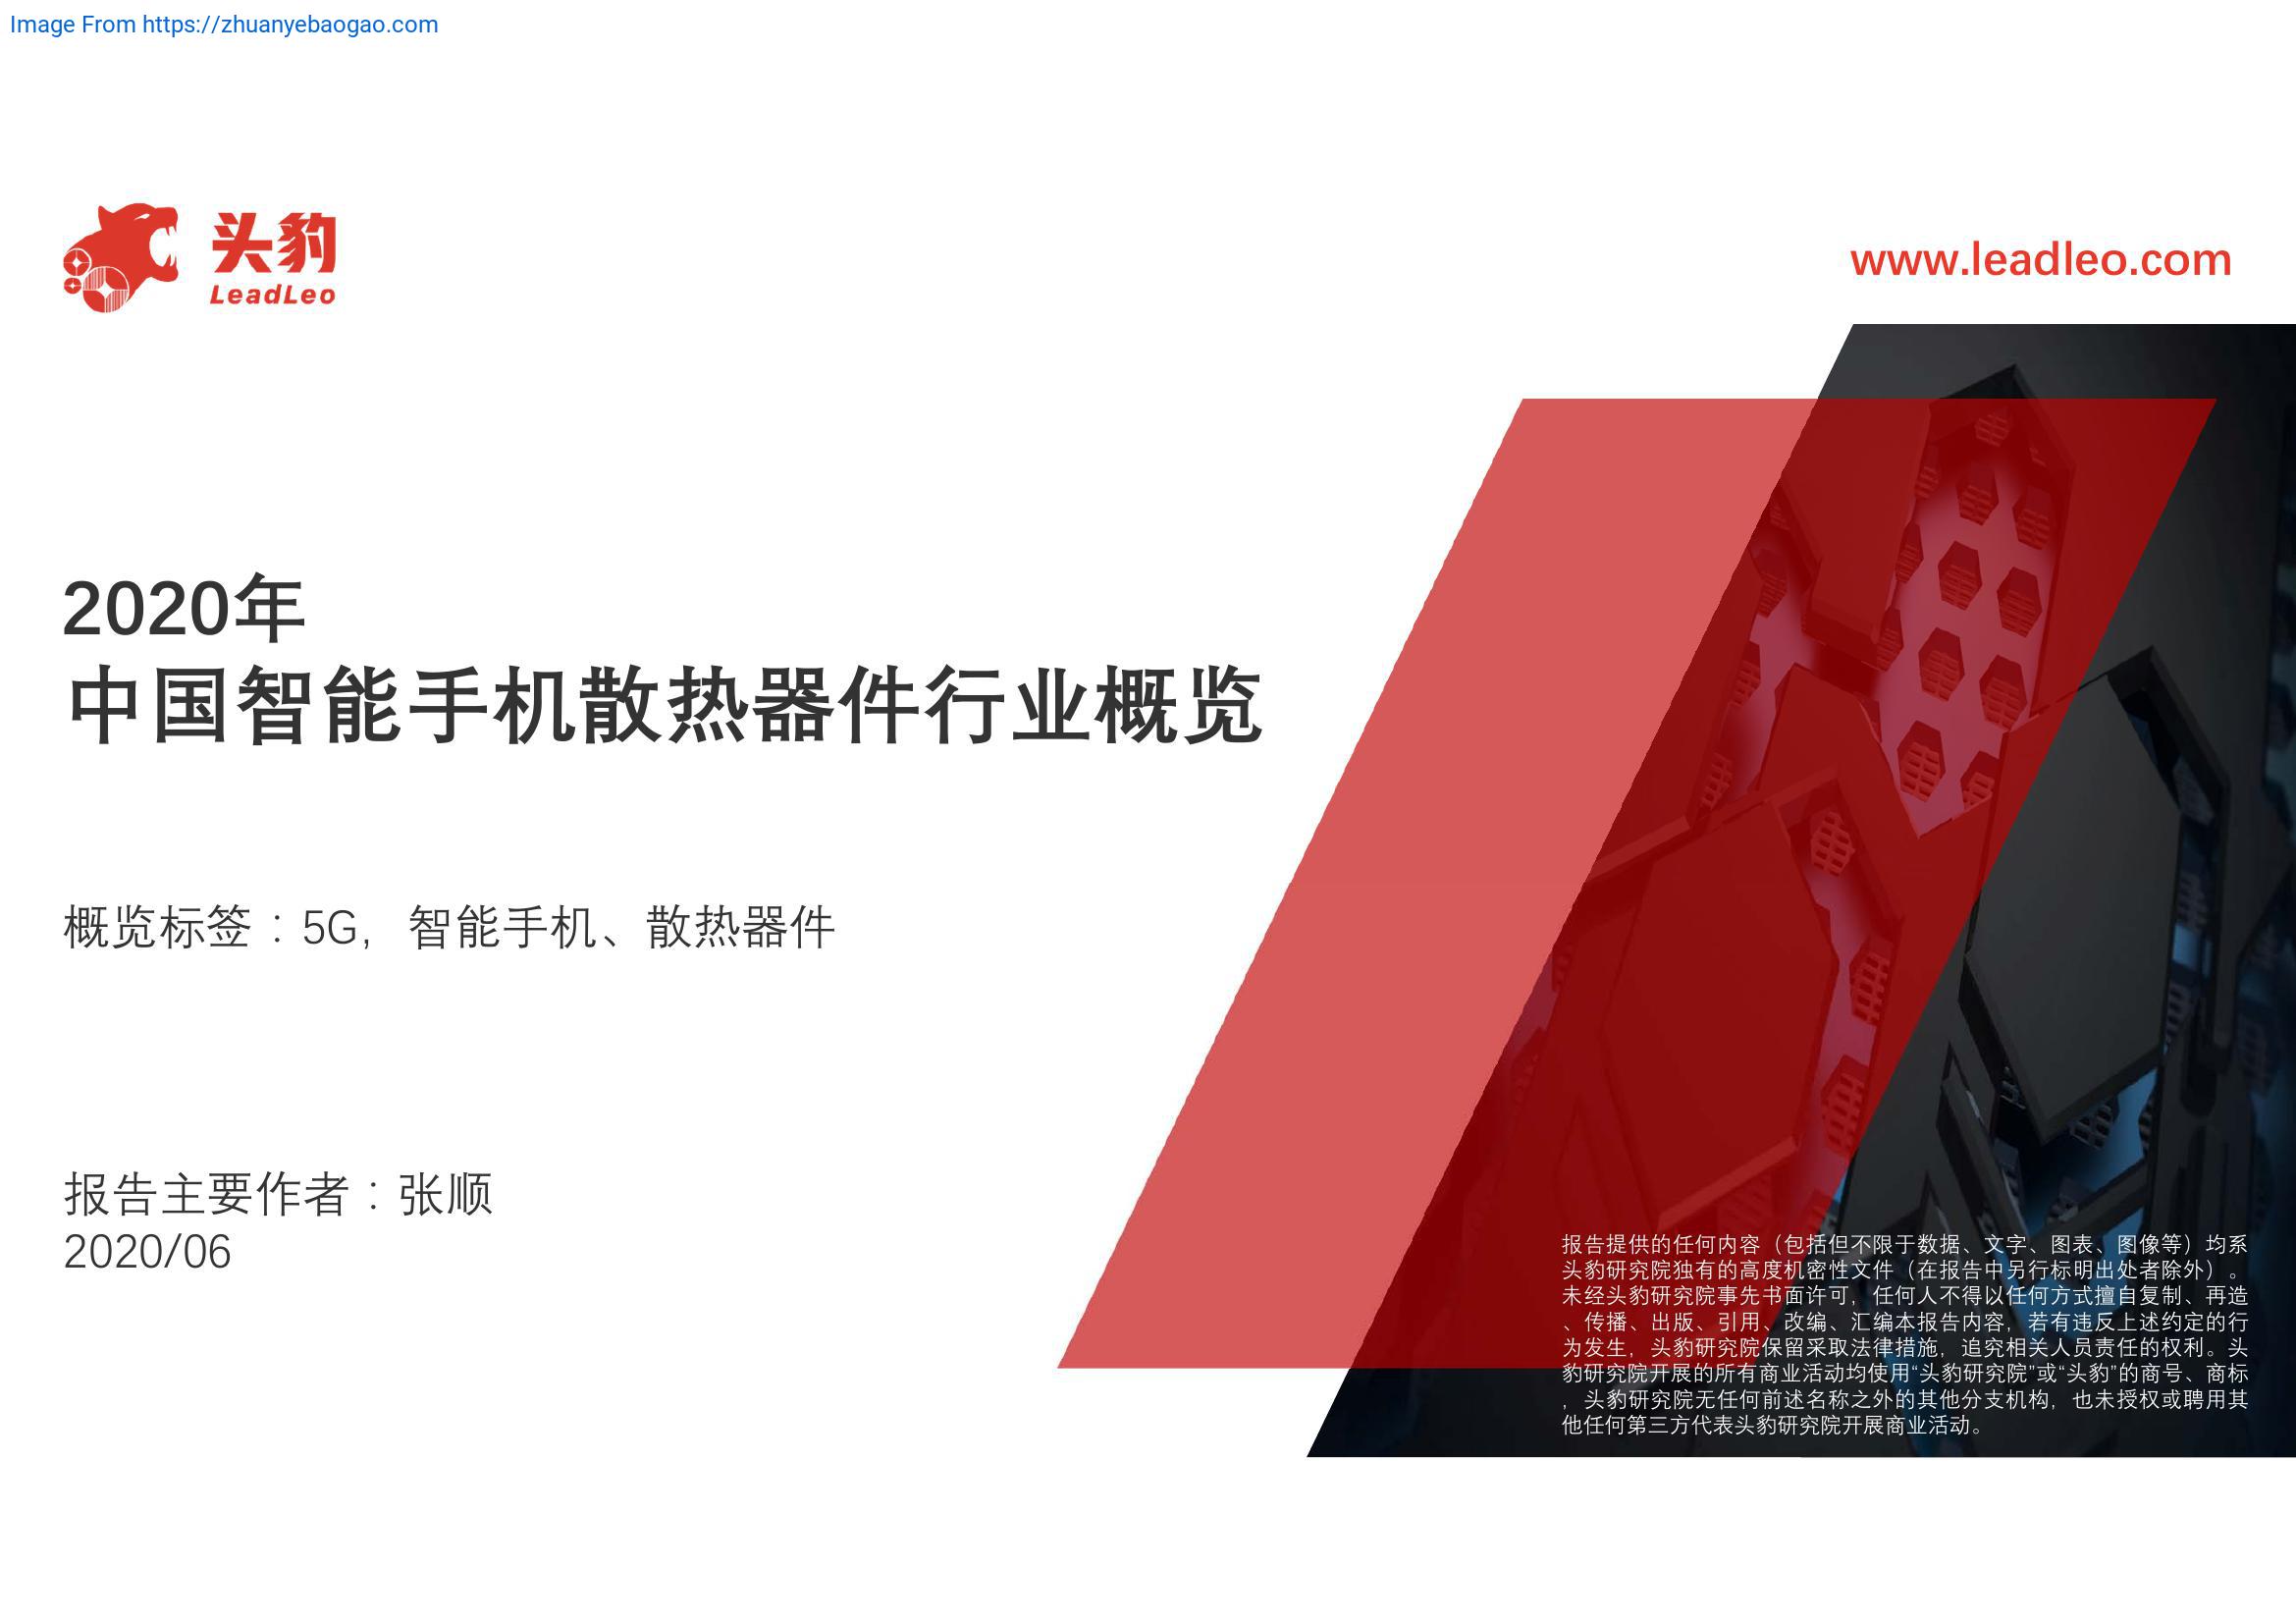 Image From https://zhuanyebaogao.com
头豹
LeadLeo
www.leadleo.com
2020年
中国智能手机散热器件行业概览
概览标签：5G，智能手机、散热器件
报告主要作者：张顺
2020/06
报告提供的任何内容（包括但不限于数据、文字、图表、图像等）均系
头豹研究院独有的高度机密性文件（在报告中另行标明出处者除外）。
未经头豹研究院事先书面许可，任何人不得以任何方式擅自复制、再造
、传播、出版、引用、改编、汇编本报告内容，若有违反上述约定的行
为发生，头豹研究院保留采取法律措施，追究相关人员责任的权利。头
豹研究院开展的所有商业活动均使用“头豹研究院”或“头豹”的商号、商标
，头豹研究院无任何前述名称之外的其他分支机构，也未授权或聘用其
他任何第三方代表头豹研究院开展商业活动。